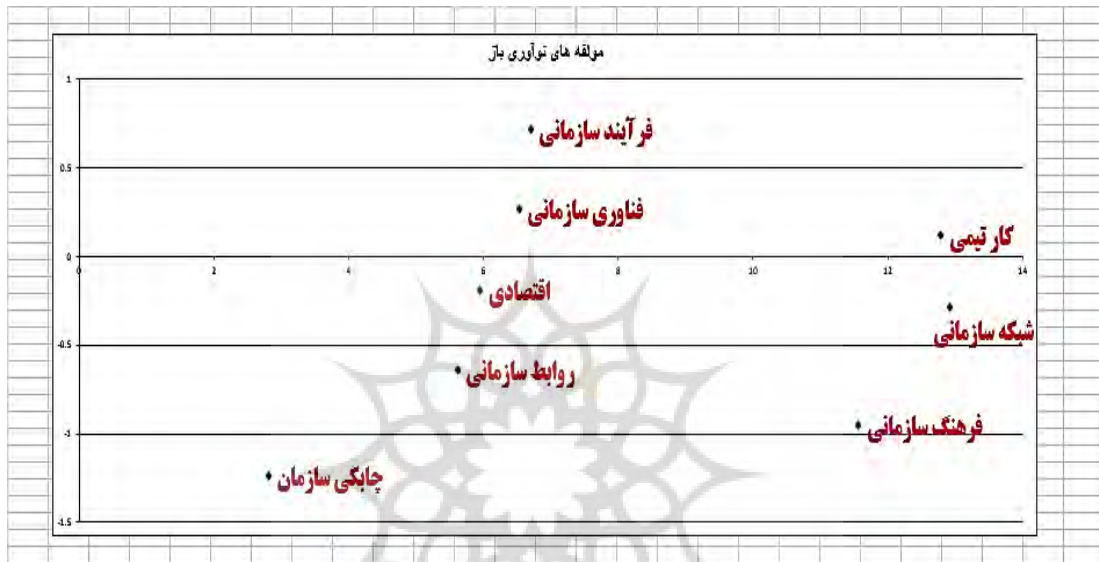 مولفه های نوآوری باز
1
فرآیند سازمانی
0.5
فناوری سازمانی
کار تیمی
0
0 2 4 6 8 10 12 14
اقتصادی
شبکه سازمانی
-0.5
روابط سازمانی
فرهنگ سازمانی
-1
چابکی سازمان
-1.5